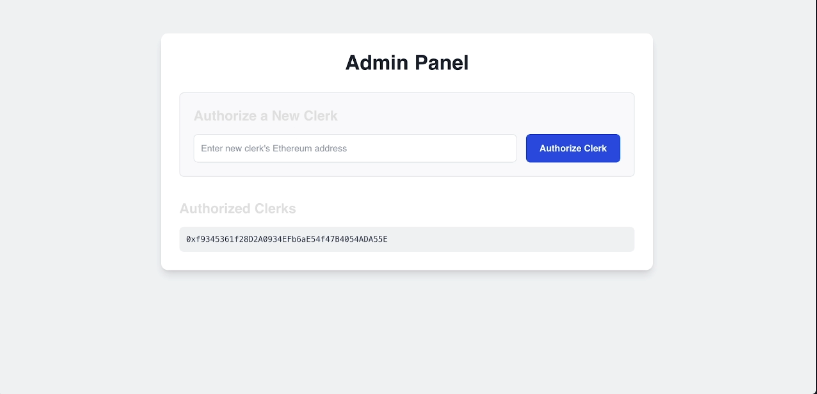 Admin Panel
Authorize a New Clerk
Enter new clerk's Ethereum address
Authorize Clerk
Authorized Clerks
0xf9345361f28D2A0934EFb6aE54f47B4054ADA55E